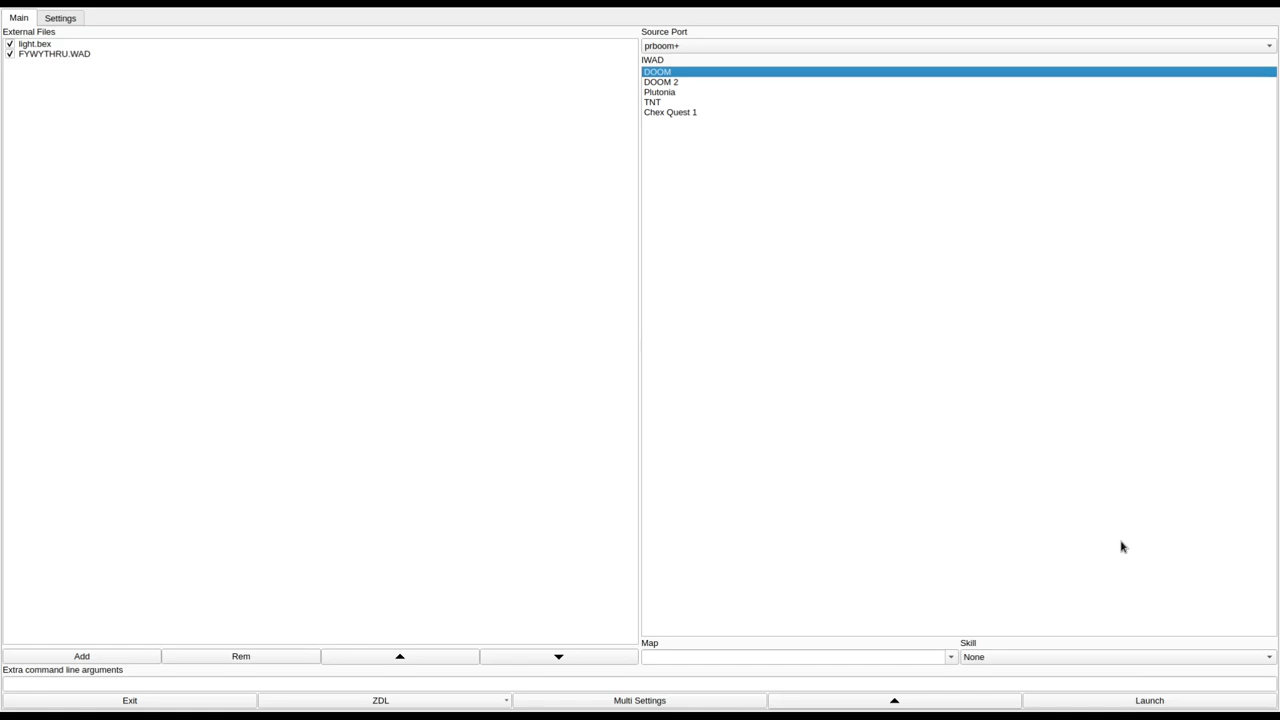 Main
Settings
External Files
light.bex
FYWYTHRU.WAD
Source Port
prboom+
IWAD
DOOM
DOOM 2
Plutonia
TNT
Chex Quest 1
Map
Skill
None
Add
Rem
Extra command line arguments
Exit
ZDL
Multi Settings
Launch